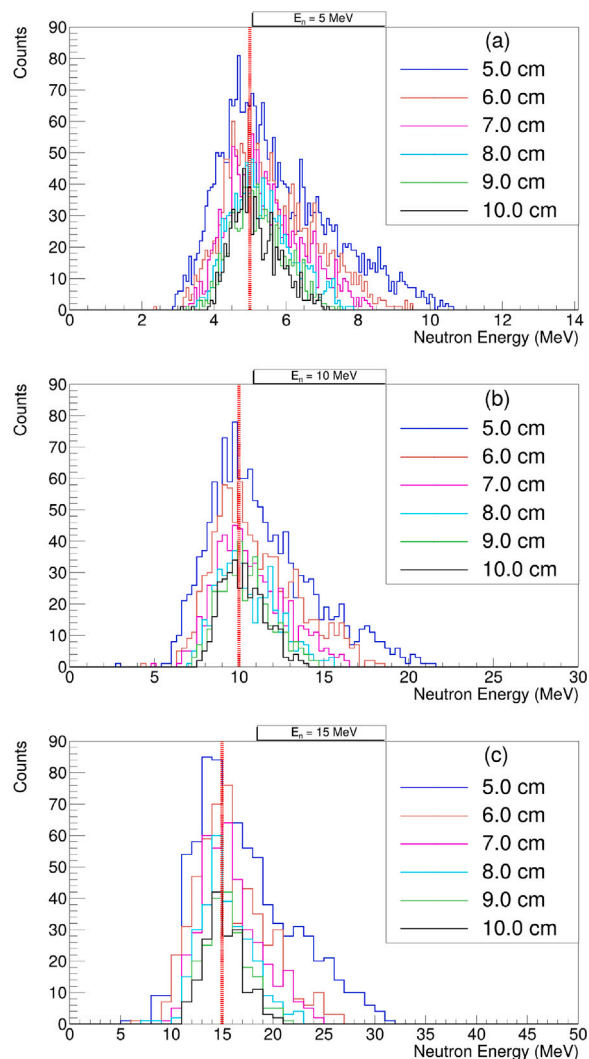 E_n = 5 MeV
Counts
90
80
70
60
50
40
30
20
10
0
(a)
5.0 cm
6.0 cm
7.0 cm
8.0 cm
9.0 cm
10.0 cm
0 2 4 6 8 10 12 14
Neutron Energy (MeV)
E_n = 10 MeV
Counts
90
80
70
60
50
40
30
20
10
0
(b)
5.0 cm
6.0 cm
7.0 cm
8.0 cm
9.0 cm
10.0 cm
0 5 10 15 20 25 30
Neutron Energy (MeV)
E_n = 15 MeV
Counts
90
80
70
60
50
40
30
20
10
0
(c)
5.0 cm
6.0 cm
7.0 cm
8.0 cm
9.0 cm
10.0 cm
0 5 10 15 20 25 30 35 40 45 50
Neutron Energy (MeV)